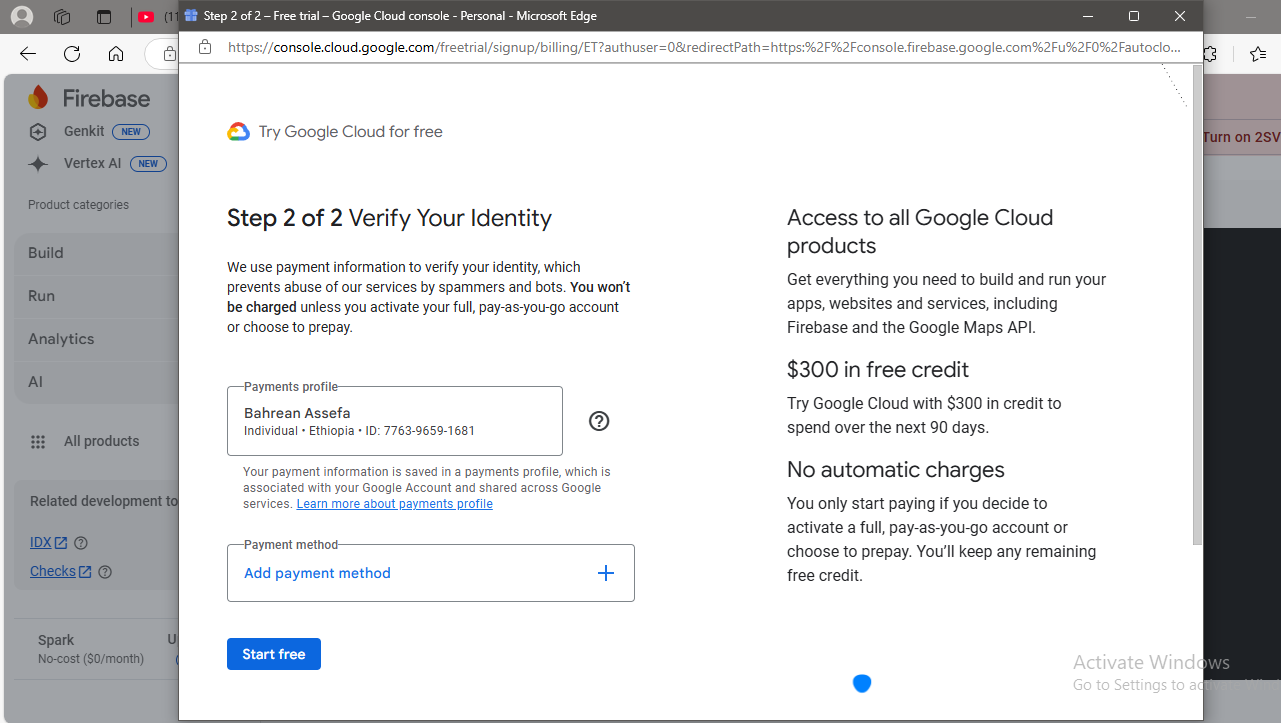 (11
Step 2 of 2 – Free trial – Google Cloud console - Personal - Microsoft Edge
https://console.cloud.google.com/freetrial/signup/billing/ET?authuser=0&redirectPath=https:%2F%2Fconsole.firebase.google.com%2Fu%2F0%2Fautoclo...
Firebase
Genkit NEW
Vertex AI NEW
Product categories
Build
Run
Analytics
AI
All products
Related development to
IDX
Checks
Spark
No-cost ($0/month)
U
Try Google Cloud for free
Step 2 of 2 Verify Your Identity
We use payment information to verify your identity, which
prevents abuse of our services by spammers and bots. You won't
be charged unless you activate your full, pay-as-you-go account
or choose to prepay.
Payments profile
Bahrean Assefa
Individual • Ethiopia • ID: 7763-9659-1681
Your payment information is saved in a payments profile, which is
associated with your Google Account and shared across Google
services. Learn more about payments profile
Payment method
Add payment method
Start free
Access to all Google Cloud
products
Get everything you need to build and run your
apps, websites and services, including
Firebase and the Google Maps API.
$300 in free credit
Try Google Cloud with $300 in credit to
spend over the next 90 days.
No automatic charges
You only start paying if you decide to
activate a full, pay-as-you-go account or
choose to prepay. You'll keep any remaining
free credit.
Turn on 2SV
Activate Windows
Go to Settings to activate Wind